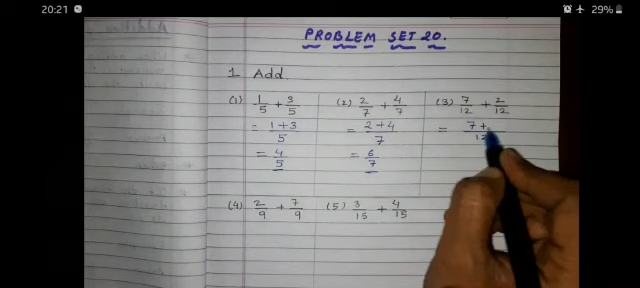 20:21
29%
PROBLEM SET 20.
1 Add.
(1) 1/5 + 3/5
= 1+3/5
= 4/5
(2) 2/7 + 4/7
= 2+4/7
= 6/7
(3) 7/12 + 2/12
= 7+/12
(4) 2/9 + 7/9
(5) 3/15 + 4/15